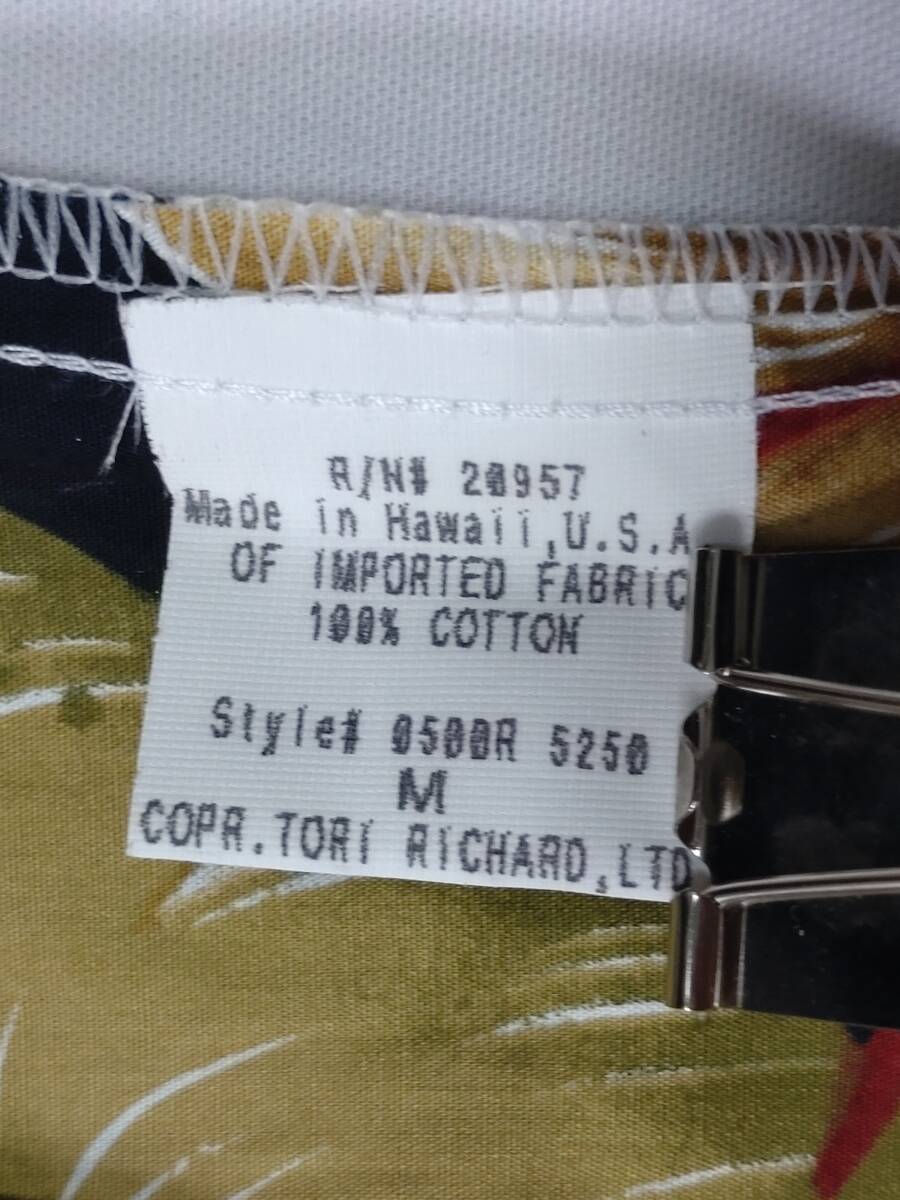 R/N# 20957
Made in Hawaii,U.S.A
OF IMPORTED FABRIC
100% COTTON
Style# 0500R 5250
M
COPR.TORI RICHARD,LTD